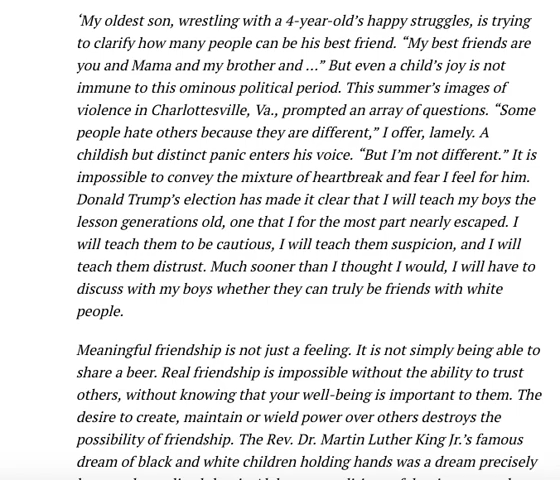 ‘My oldest son, wrestling with a 4-year-old’s happy struggles, is trying
to clarify how many people can be his best friend. “My best friends are
you and Mama and my brother and …” But even a child’s joy is not
immune to this ominous political period. This summer’s images of
violence in Charlottesville, Va., prompted an array of questions. “Some
people hate others because they are different,” I offer, lamely. A
childish but distinct panic enters his voice. “But I’m not different.” It is
impossible to convey the mixture of heartbreak and fear I feel for him.
Donald Trump’s election has made it clear that I will teach my boys the
lesson generations old, one that I for the most part nearly escaped. I
will teach them to be cautious, I will teach them suspicion, and I will
teach them distrust. Much sooner than I thought I would, I will have to
discuss with my boys whether they can truly be friends with white
people.
Meaningful friendship is not just a feeling. It is not simply being able to
share a beer. Real friendship is impossible without the ability to trust
others, without knowing that your well-being is important to them. The
desire to create, maintain or wield power over others destroys the
possibility of friendship. The Rev. Dr. Martin Luther King Jr.’s famous
dream of black and white children holding hands was a dream precisely